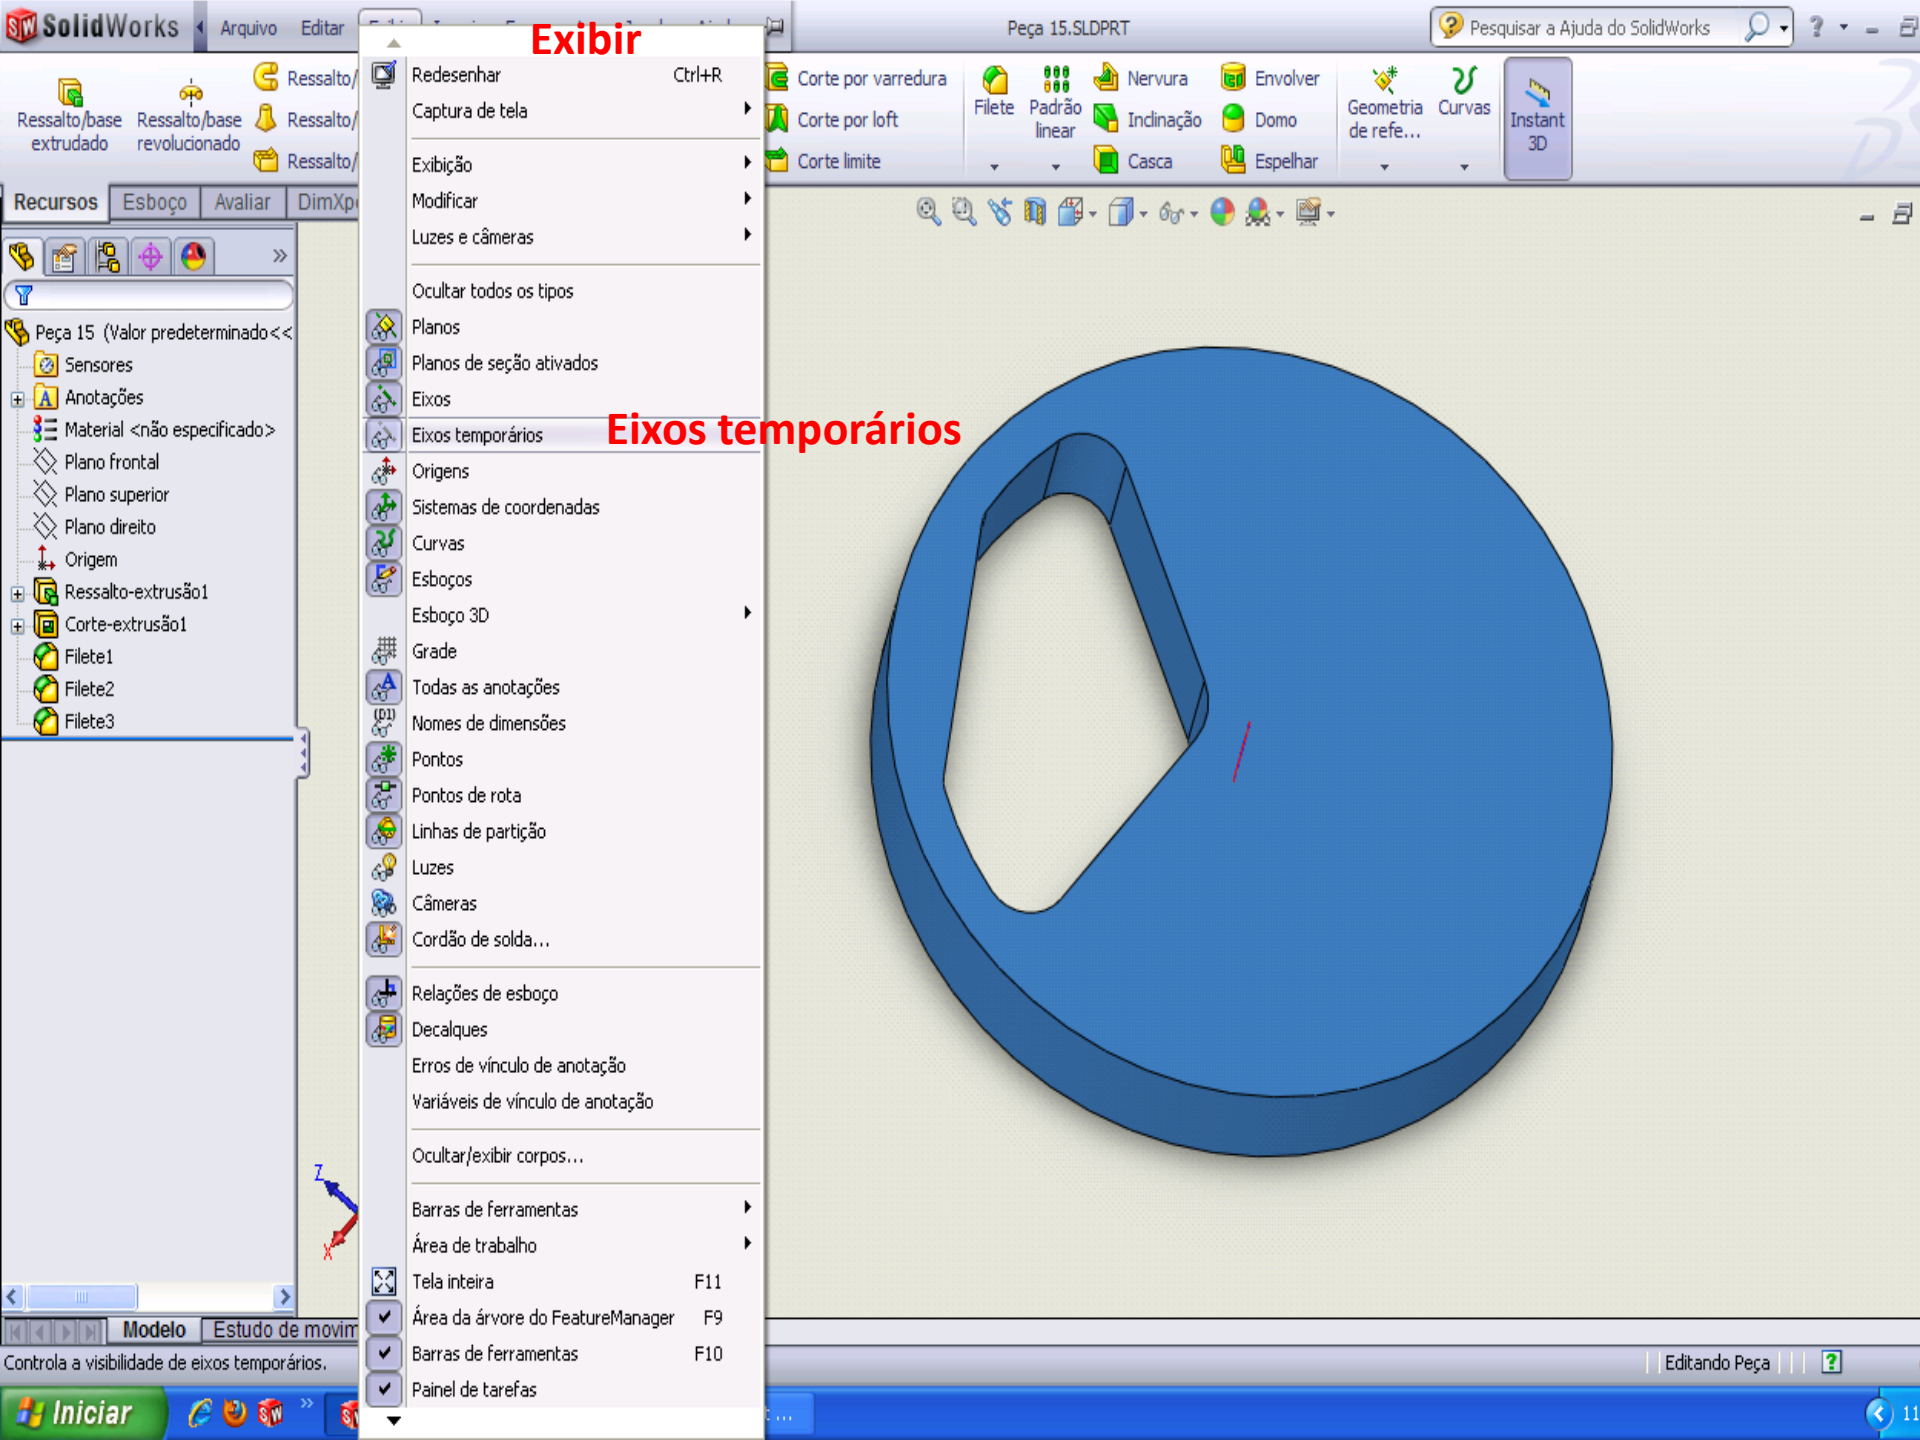 SolidWorks Arquivo Editar Exibir
Peça 15.SLDPRT
Pesquisar a Ajuda do SolidWorks
Ressalto/base extrudado
Ressalto/base revolucionado
Ressalto/
Ressalto/
Ressalto/
Corte por varredura
Corte por loft
Corte limite
Filete
Padrão linear
Nervura
Inclinação
Casca
Envolver
Domo
Espelhar
Geometria de refe...
Curvas
Instant 3D
Recursos Esboço Avaliar DimXp
Peça 15 (Valor predeterminado<<
Sensores
Anotações
Material <não especificado>
Plano frontal
Plano superior
Plano direito
Origem
Ressalto-extrusão1
Corte-extrusão1
Filete1
Filete2
Filete3
Redesenhar Ctrl+R
Captura de tela
Exibição
Modificar
Luzes e câmeras
Ocultar todos os tipos
Planos
Planos de seção ativados
Eixos
Eixos temporários Eixos temporários
Origens
Sistemas de coordenadas
Curvas
Esboços
Esboço 3D
Grade
Todas as anotações
Nomes de dimensões
Pontos
Pontos de rota
Linhas de partição
Luzes
Câmeras
Cordão de solda...
Relações de esboço
Decalques
Erros de vínculo de anotação
Variáveis de vínculo de anotação
Ocultar/exibir corpos...
Barras de ferramentas
Área de trabalho
Tela inteira F11
Área da árvore do FeatureManager F9
Barras de ferramentas F10
Painel de tarefas
Z
X
Modelo Estudo de movim
Controla a visibilidade de eixos temporários.
Editando Peça
Iniciar
11